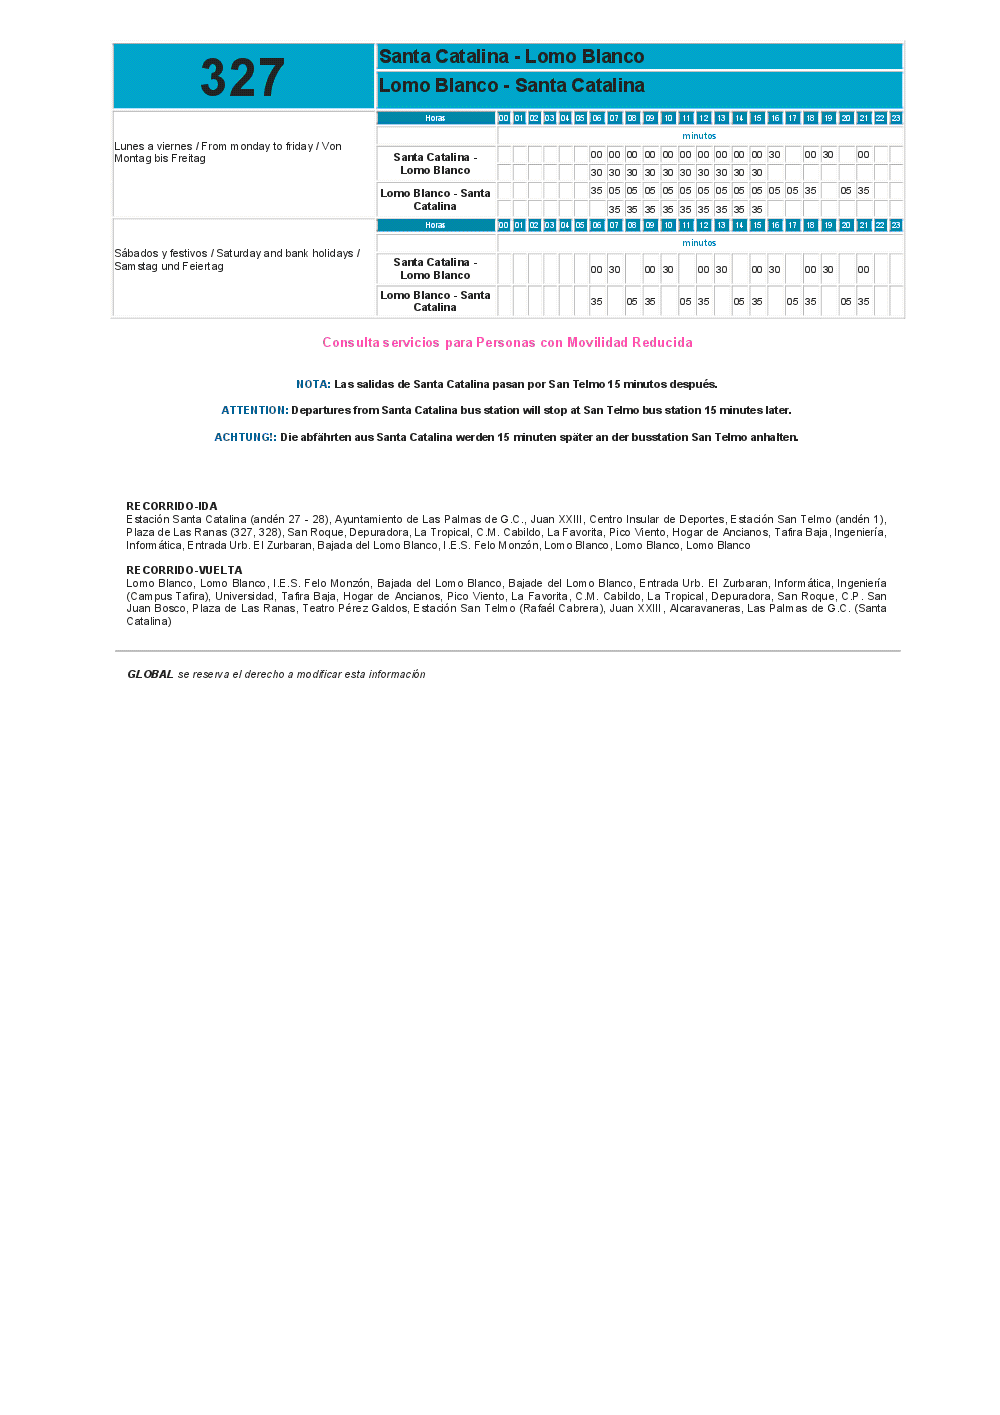 327
Santa Catalina - Lomo Blanco
Lomo Blanco - Santa Catalina
Lunes a viernes / From monday to friday / Von
Montag bis Freitag
Horas 00 01 02 03 04 05 06 07 08 09 10 11 12 13 14 15 16 17 18 19 20 21 22 23
minutos
Santa Catalina -
Lomo Blanco
00 00 00 00 00 00 00 00 00 00 30 00 30 00
30 30 30 30 30 30 30 30 30 30
Lomo Blanco - Santa
Catalina
35 05 05 05 05 05 05 05 05 05 05 05 35 05 35
35 35 35 35 35 35 35 35 35
Sábados y festivos / Saturday and bank holidays /
Samstag und Feiertag
Horas 00 01 02 03 04 05 06 07 08 09 10 11 12 13 14 15 16 17 18 19 20 21 22 23
minutos
Santa Catalina -
Lomo Blanco
00 30 00 30 00 30 00 30 00 30 00
Lomo Blanco - Santa
Catalina
35 05 35 05 35 05 35 05 35 05 35
Consulta servicios para Personas con Movilidad Reducida
NOTA: Las salidas de Santa Catalina pasan por San Telmo 15 minutos después.
ATTENTION: Departures from Santa Catalina bus station will stop at San Telmo bus station 15 minutes later.
ACHTUNG!: Die abfährten aus Santa Catalina werden 15 minuten später an der busstation San Telmo anhalten.
RECORRIDO-IDA
Estación Santa Catalina (andén 27 - 28), Ayuntamiento de Las Palmas de G.C., Juan XXIII, Centro Insular de Deportes, Estación San Telmo (andén 1),
Plaza de Las Ranas (327, 328), San Roque, Depuradora, La Tropical, C.M. Cabildo, La Favorita, Pico Viento, Hogar de Ancianos, Tafira Baja, Ingeniería,
Informática, Entrada Urb. El Zurbaran, Bajada del Lomo Blanco, I.E.S. Felo Monzón, Lomo Blanco, Lomo Blanco, Lomo Blanco
RECORRIDO-VUELTA
Lomo Blanco, Lomo Blanco, I.E.S. Felo Monzón, Bajada del Lomo Blanco, Bajade del Lomo Blanco, Entrada Urb. El Zurbaran, Informática, Ingeniería
(Campus Tafira), Universidad, Tafira Baja, Hogar de Ancianos, Pico Viento, La Favorita, C.M. Cabildo, La Tropical, Depuradora, San Roque, C.P. San
Juan Bosco, Plaza de Las Ranas, Teatro Pérez Galdos, Estación San Telmo (Rafaél Cabrera), Juan XXIII, Alcaravaneras, Las Palmas de G.C. (Santa
Catalina)
GLOBAL se reserva el derecho a modificar esta información